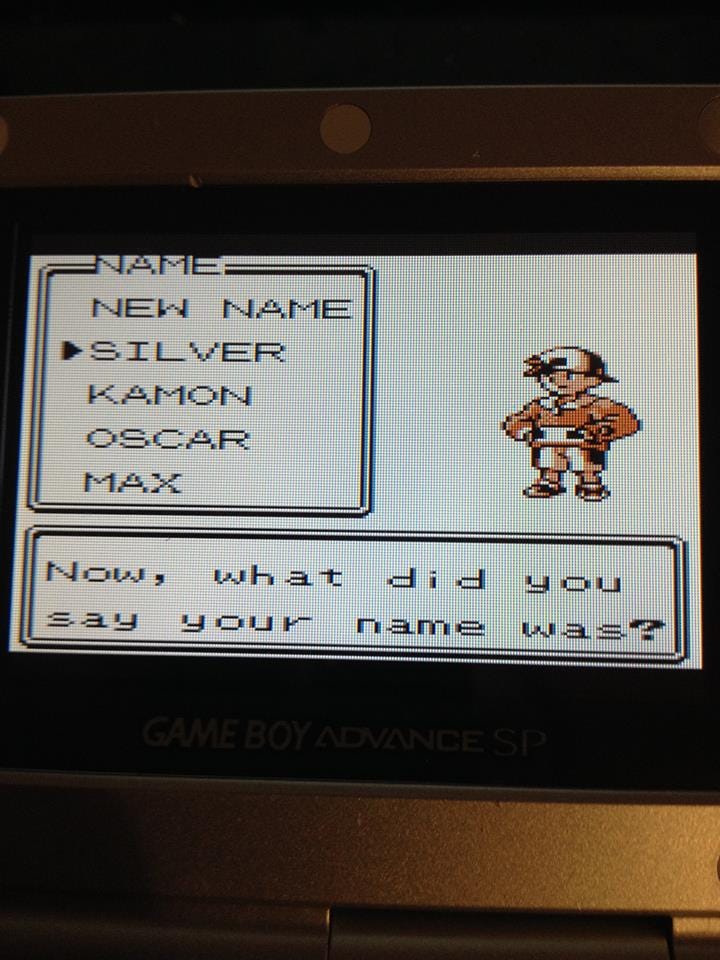 NAME
NEW NAME
▶SILVER
KAMON
OSCAR
MAX
Now, what did you
say your name was?
GAME BOY ADVANCE SP